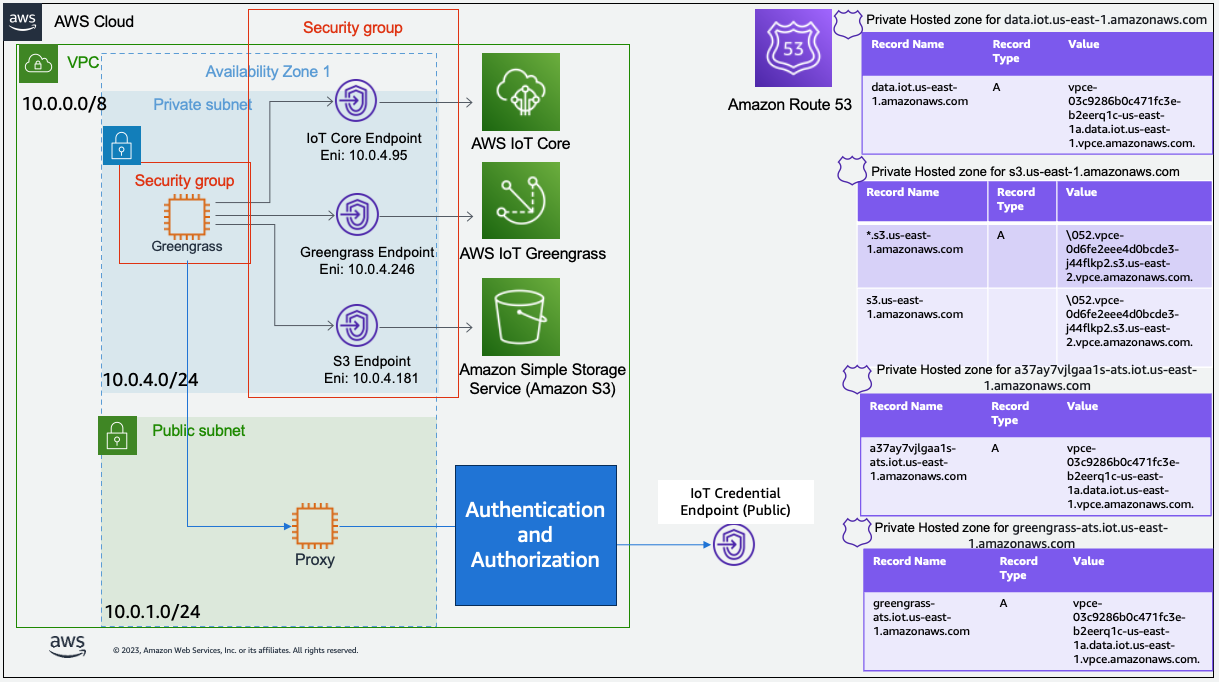 aws
AWS Cloud
Security group
VPC
Availability Zone 1
10.0.0.0/8
Private subnet
IoT Core Endpoint
Eni: 10.0.4.95
AWS IoT Core
Security group
Greengrass
Greengrass Endpoint
Eni: 10.0.4.246
AWS IoT Greengrass
S3 Endpoint
Eni: 10.0.4.181
Amazon Simple Storage
Service (Amazon S3)
10.0.4.0/24
Public subnet
Proxy
10.0.1.0/24
Authentication
and
Authorization
IoT Credential
Endpoint (Public)
aws
© 2023, Amazon Web Services, Inc. or its affiliates. All rights reserved.
53
Amazon Route 53
Private Hosted zone for data.iot.us-east-1.amazonaws.com
Record Name Record Value
Type
data.iot.us-east- A vpce-
1.amazonaws.com 03c9286b0c471fc3e-
b2eerq1c-us-east-
1a.data.iot.us-east-
1.vpce.amazonaws.com.
Private Hosted zone for s3.us-east-1.amazonaws.com
Record Name Record Value
Type
*.s3.us-east- A \052.vpce-
1.amazonaws.com 0d6fe2eee4d0bcde3-
j44flkp2.s3.us-east-
2.vpce.amazonaws.com.
s3.us-east- \052.vpce-
1.amazonaws.com 0d6fe2eee4d0bcde3-
j44flkp2.s3.us-east-
2.vpce.amazonaws.com.
Private Hosted zone for a37ay7vjlgaa1s-ats.iot.us-east-
1.amazonaws.com
Record Name Record Value
Type
a37ay7vjlgaa1s- A vpce-
ats.iot.us-east- 03c9286b0c471fc3e-
1.amazonaws.com b2eerq1c-us-east-
1a.data.iot.us-east-
1.vpce.amazonaws.com.
Private Hosted zone for greengrass-ats.iot.us-east-
1.amazonaws.com
Record Name Record Value
Type
greengrass- A vpce-
ats.iot.us-east- 03c9286b0c471fc3e-
1.amazonaws.com b2eerq1c-us-east-
1a.data.iot.us-east-
1.vpce.amazonaws.com.